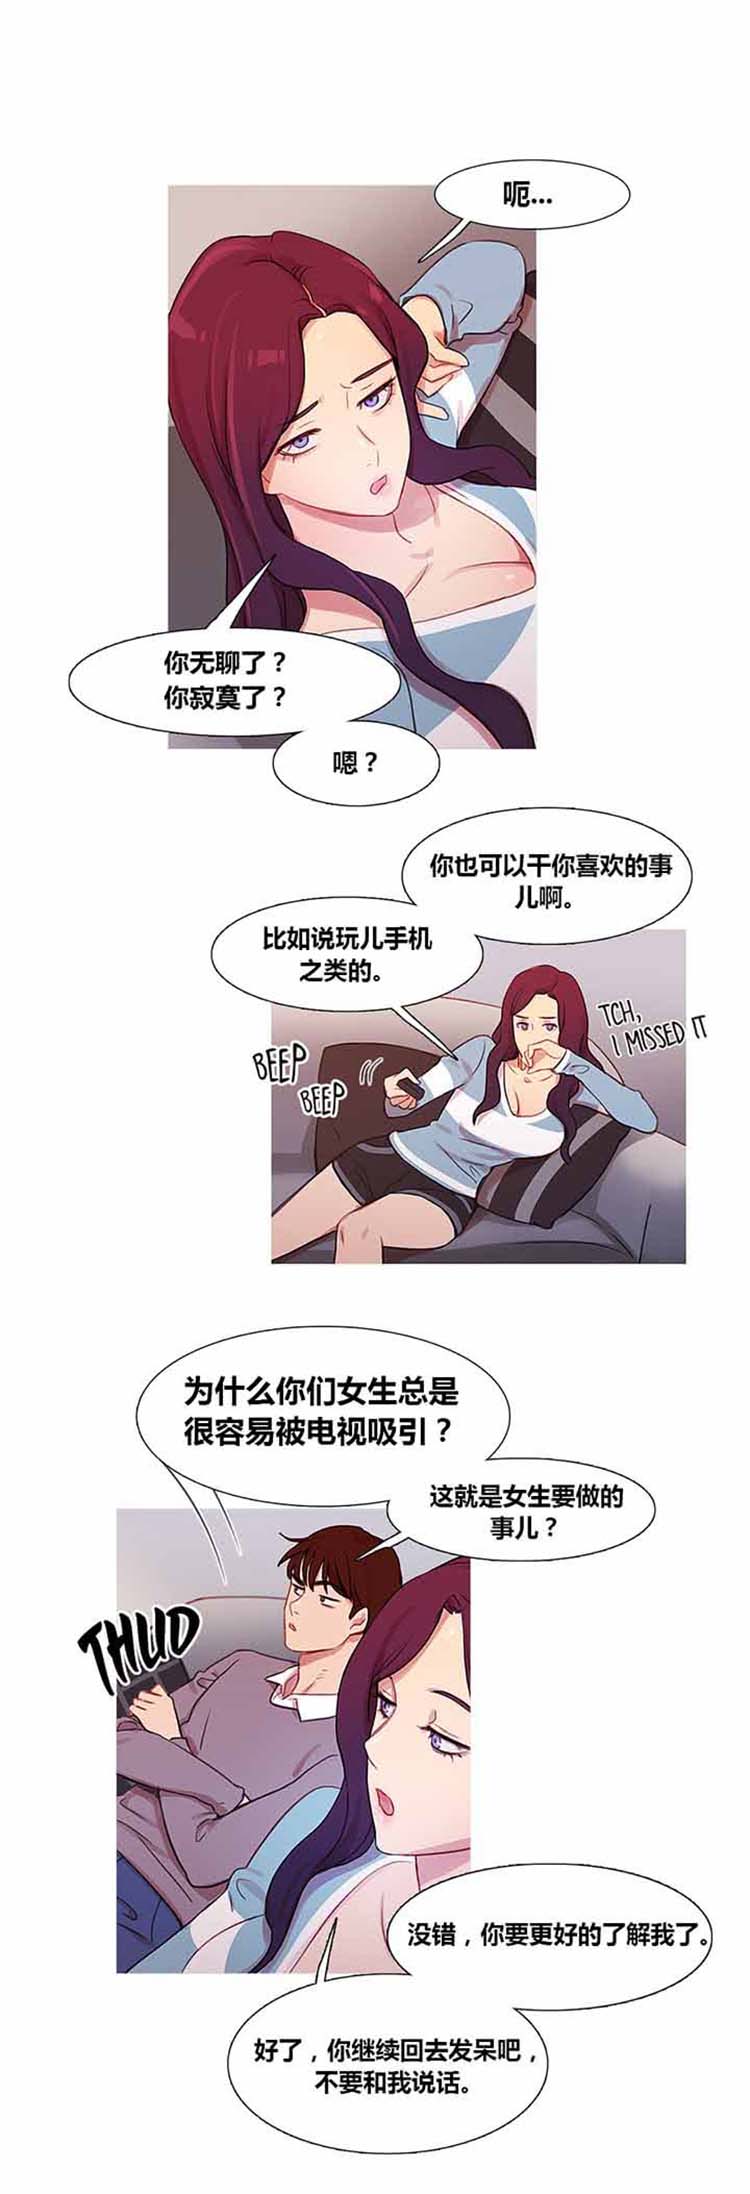 呃...
你无聊了？
你寂寞了？
嗯？
你也可以干你喜欢的事
儿啊。
比如说玩儿手机
之类的。
TCH,
I MISSED IT
BEEP
BEEP
为什么你们女生总是
很容易被电视吸引？
这就是女生要做的
事儿？
THUD
没错，你要更好的了解我了。
好了，你继续回去发呆吧，
不要和我说话。